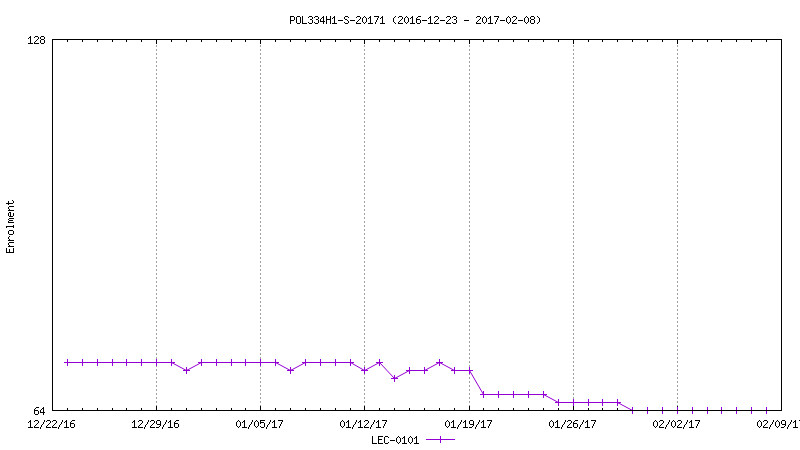 POL334H1-S-20171 (2016-12-23 - 2017-02-08)
128
Enrolment
64
12/22/16 12/29/16 01/05/17 01/12/17 01/19/17 01/26/17 02/02/17 02/09/1
LEC-0101